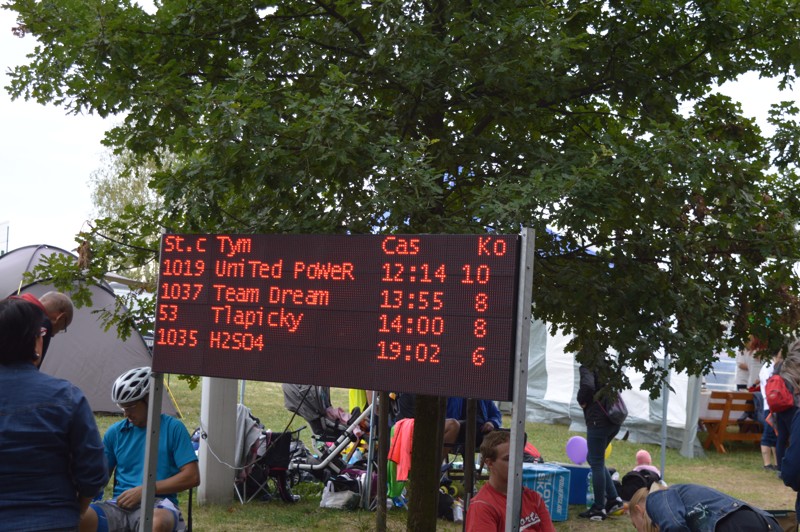 St.c Tym Cas Ko
1019 UniTed PoWeR 12:14 10
1037 Team Dream 13:55 8
53 Tlapicky 14:00 8
1035 H2SO4 19:02 6